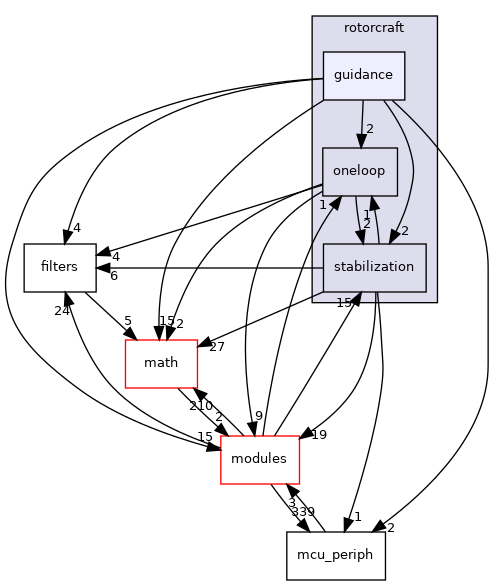 rotorcraft
guidance
2
oneloop
1
1
2
2
4
4
stabilization
filters
6
24
5
15
2
15
27
math
210
2
9
15
19
modules
3
339
1
2
mcu_periph